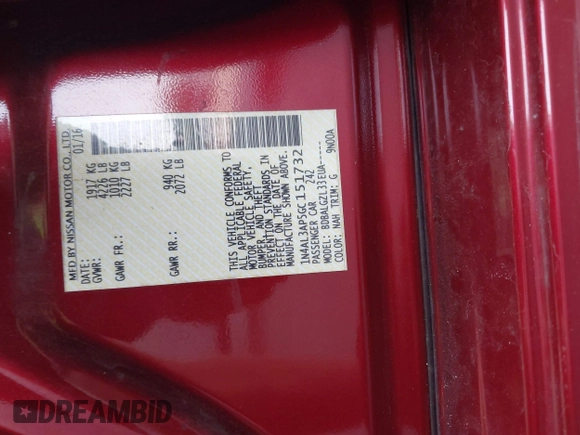 MFD BY NISSAN MOTOR CO., LTD.
DATE: 01/16
GVWR: 1917 KG
4226 LB
GAWR FR.: 1010 KG
2227 LB
GAWR RR.: 940 KG
2072 LB
THIS VEHICLE CONFORMS TO
ALL APPLICABLE FEDERAL
MOTOR VEHICLE SAFETY,
BUMPER, AND THEFT
PREVENTION STANDARDS IN
EFFECT ON THE DATE OF
MANUFACTURE SHOWN ABOVE.
1N4AL3AP5GC151732
PASSENGER CAR 742
MODEL: BDBALGZL33EUA-----
COLOR: NAH TRIM: G 9N00A
DREAMBID